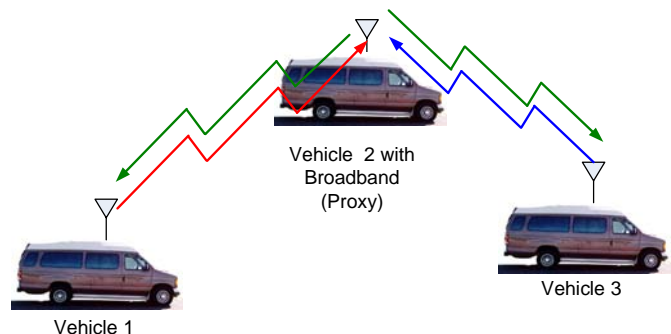 Vehicle 2 with
Broadband
(Proxy)
Vehicle 3
Vehicle 1